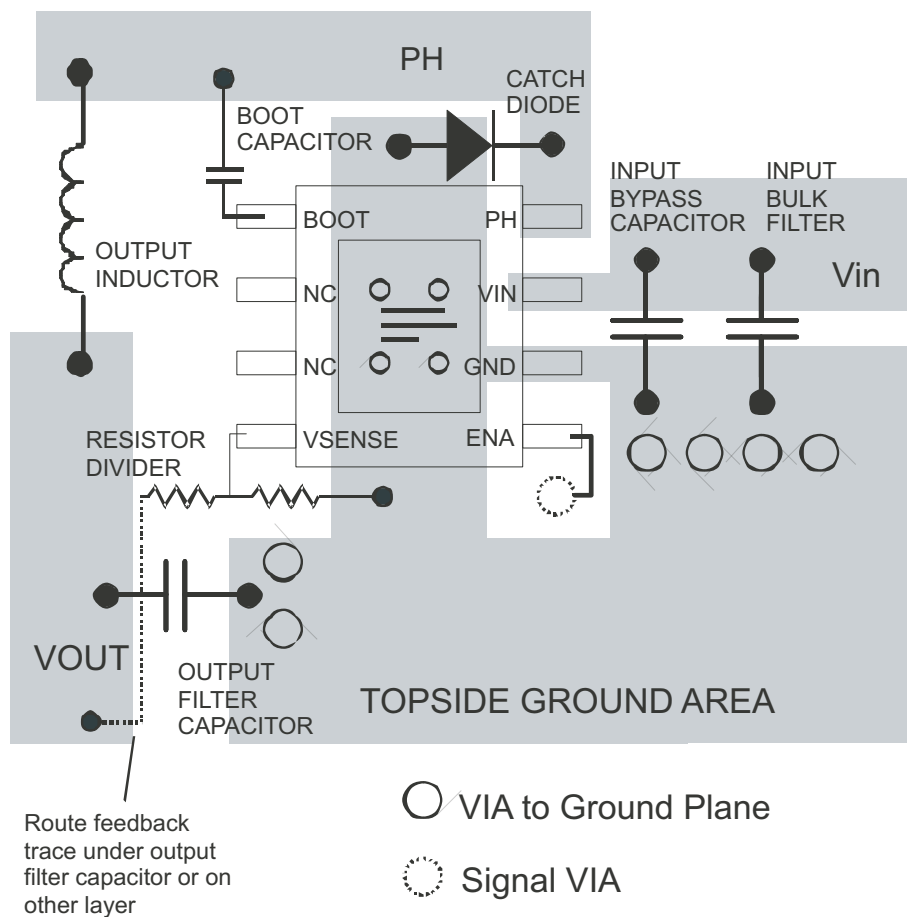 PH
CATCH
DIODE
BOOT
CAPACITOR
INPUT
BYPASS
CAPACITOR
INPUT
BULK
FILTER
BOOT
PH
OUTPUT
INDUCTOR
NC
VIN
Vin
NC
GND
RESISTOR
DIVIDER
VSENSE
ENA
VOUT
OUTPUT
FILTER
CAPACITOR
TOPSIDE GROUND AREA
Route feedback
trace under output
filter capacitor or on
other layer
VIA to Ground Plane
Signal VIA